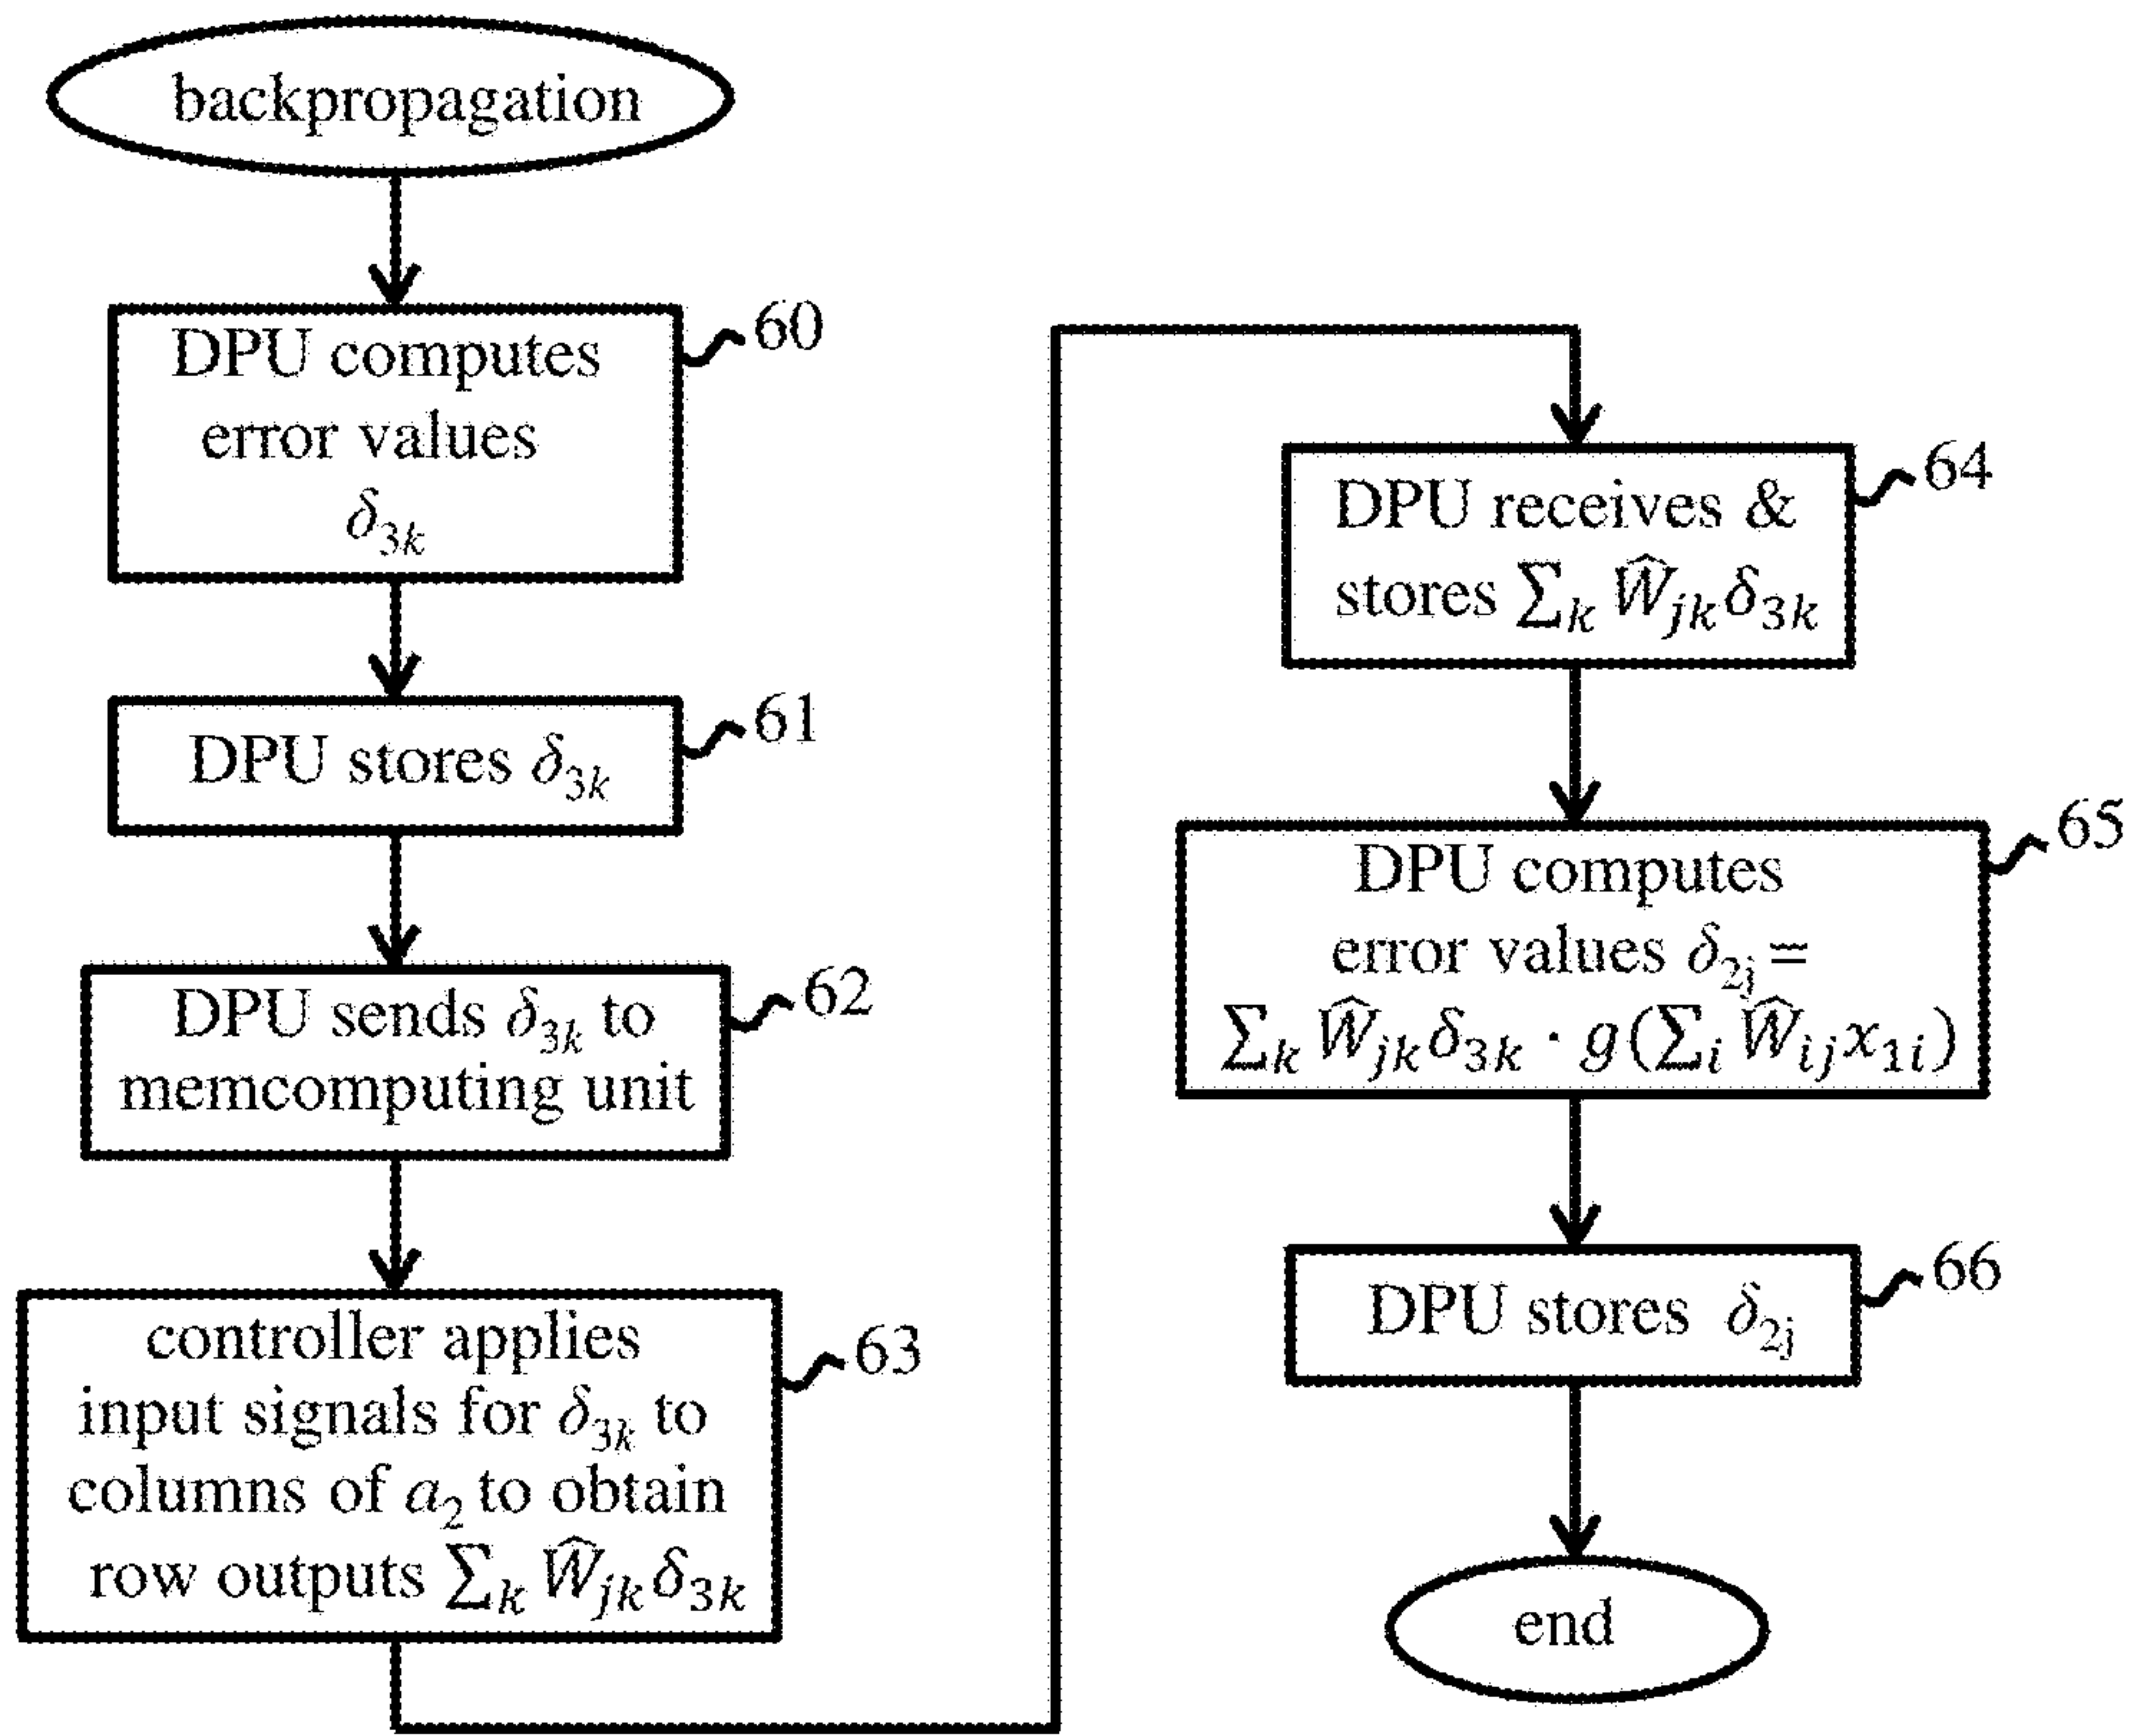 backpropagation
DPU computes
error values
δ₃ₖ
60
DPU stores δ₃ₖ
61
DPU sends δ₃ₖ to
memcomputing unit
62
controller applies
input signals for δ₃ₖ to
columns of a₂ to obtain
row outputs ∑ₖ Ŵⱼₖδ₃ₖ
63
DPU receives &
stores ∑ₖ Ŵⱼₖδ₃ₖ
64
DPU computes
error values δ₂ⱼ =
∑ₖ Ŵⱼₖδ₃ₖ · g(∑ᵢ Ŵᵢⱼx₁ᵢ)
65
DPU stores δ₂ⱼ
66
end